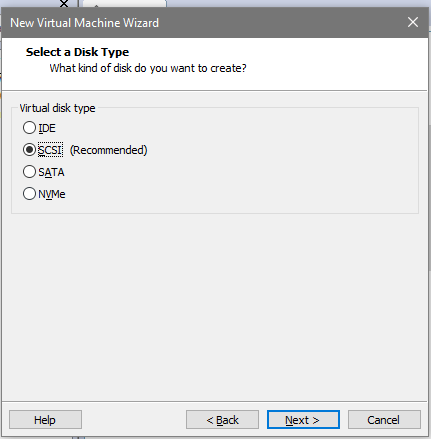 New Virtual Machine Wizard
Select a Disk Type
What kind of disk do you want to create?
Virtual disk type
IDE
SCSI (Recommended)
SATA
NVMe
Help
< Back
Next >
Cancel